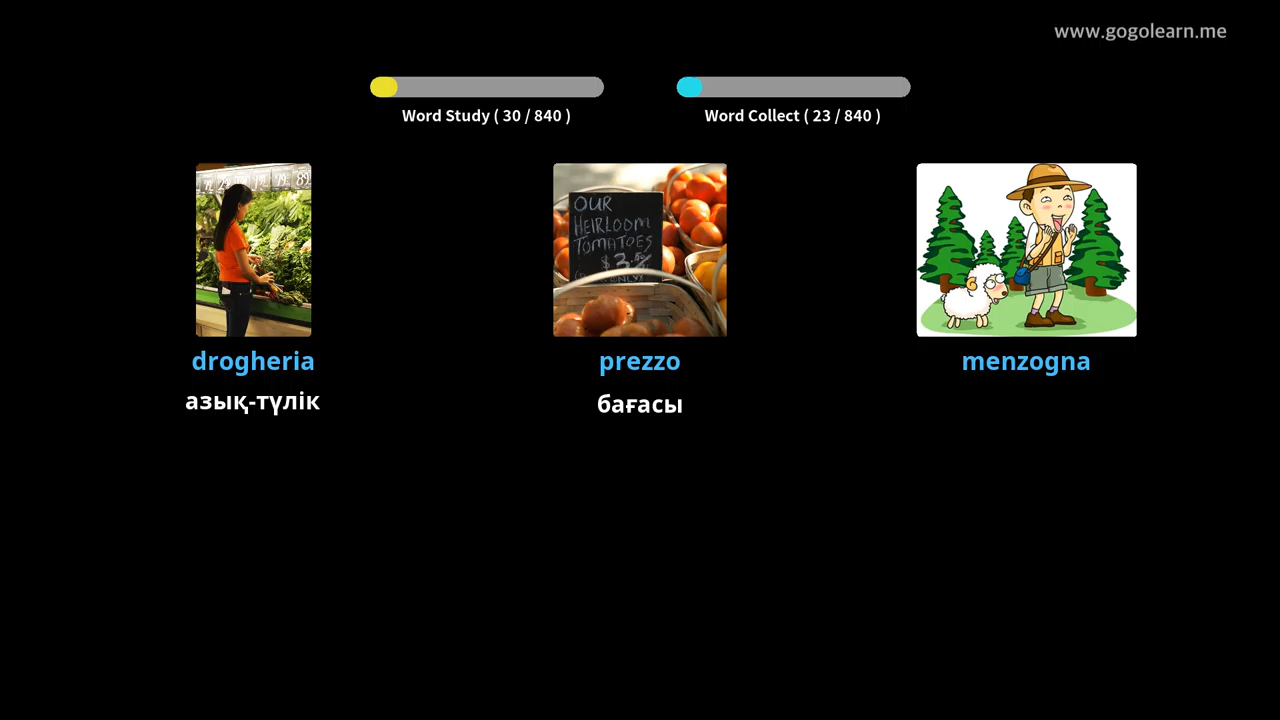 www.gogolearn.me
Word Study ( 30 / 840 )
Word Collect ( 23 / 840 )
OUR
HEIRLOOM
TOMATOES
drogheria
prezzo
menzogna
азық-түлік
бағасы